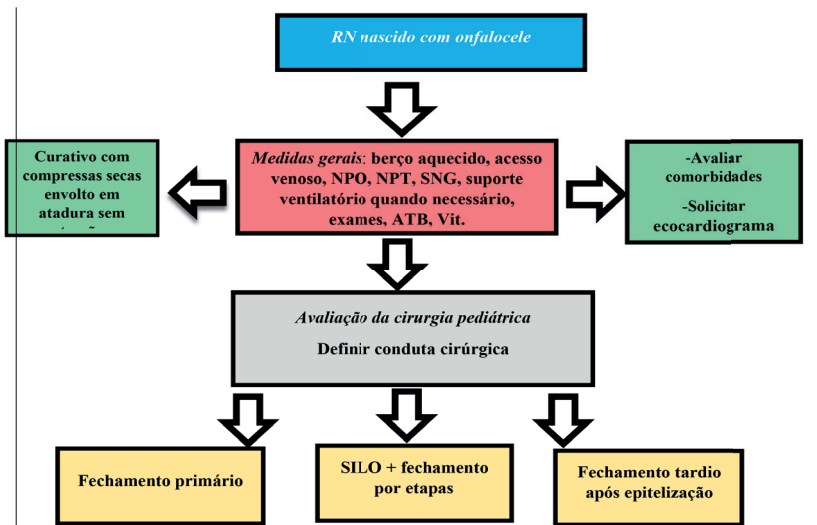 RN nascido com onfalocele
Curativo com
compressas secas
envolto em
atadura sem
Medidas gerais: berço aquecido, acesso
venoso, NPO, NPT, SNG, suporte
ventilatório quando necessário,
exames, ATB, Vit.
-Avaliar
comorbidades
-Solicitar
ecocardiograma
Avaliação da cirurgia pediátrica
Definir conduta cirúrgica
Fechamento primário
SILO + fechamento
por etapas
Fechamento tardio
após epitelização